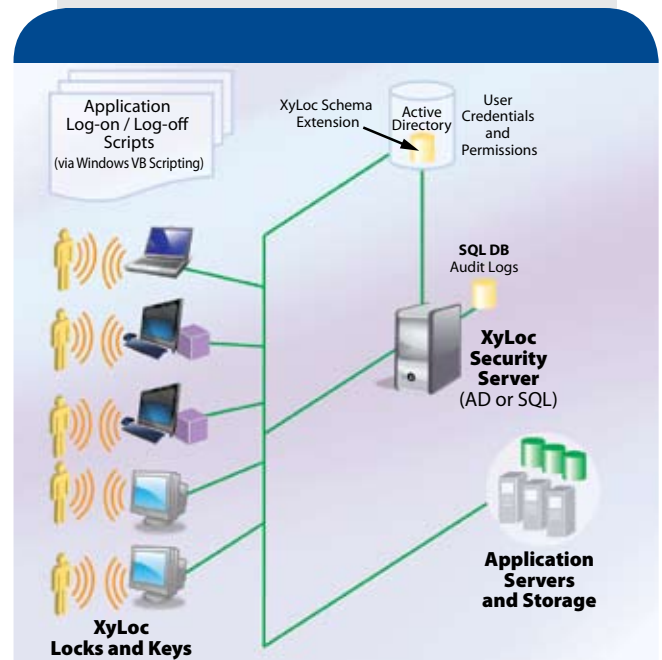 Application
Log-on / Log-off
Scripts
(via Windows VB Scripting)
XyLoc Schema
Extension
Active
Directory
User
Credentials
and
Permissions
SQL DB
Audit Logs
XyLoc
Security
Server
(AD or SQL)
Application
Servers
and Storage
XyLoc
Locks and Keys